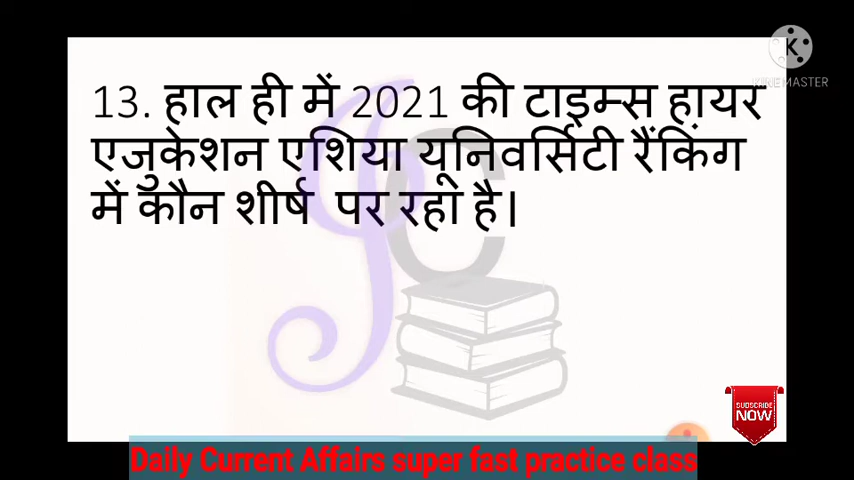 KINEMASTER
13. हाल ही में 2021 की टाइम्स हायर
एजुकेशन एशिया यूनिवर्सिटी रैंकिंग
में कौन शीर्ष पर रहा है।
SUBSCRIBE
NOW
Daily Current Affairs super fast practice class